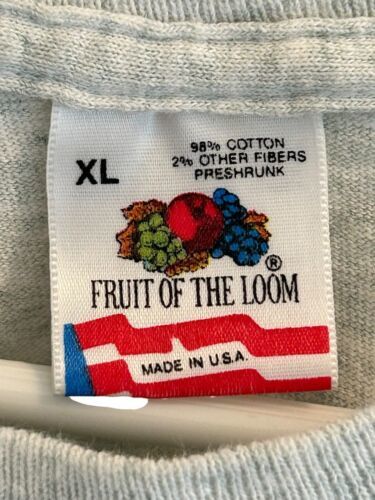 XL
98% COTTON
2% OTHER FIBERS
PRESHRUNK
®
FRUIT OF THE LOOM
MADE IN U.S.A.